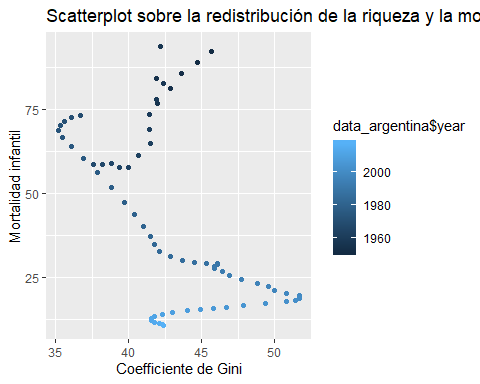 Scatterplot sobre la redistribución de la riqueza y la mo
Mortalidad infantil
75
50
25
35
40
45
50
Coefficiente de Gini
data_argentina$year
2000
1980
1960